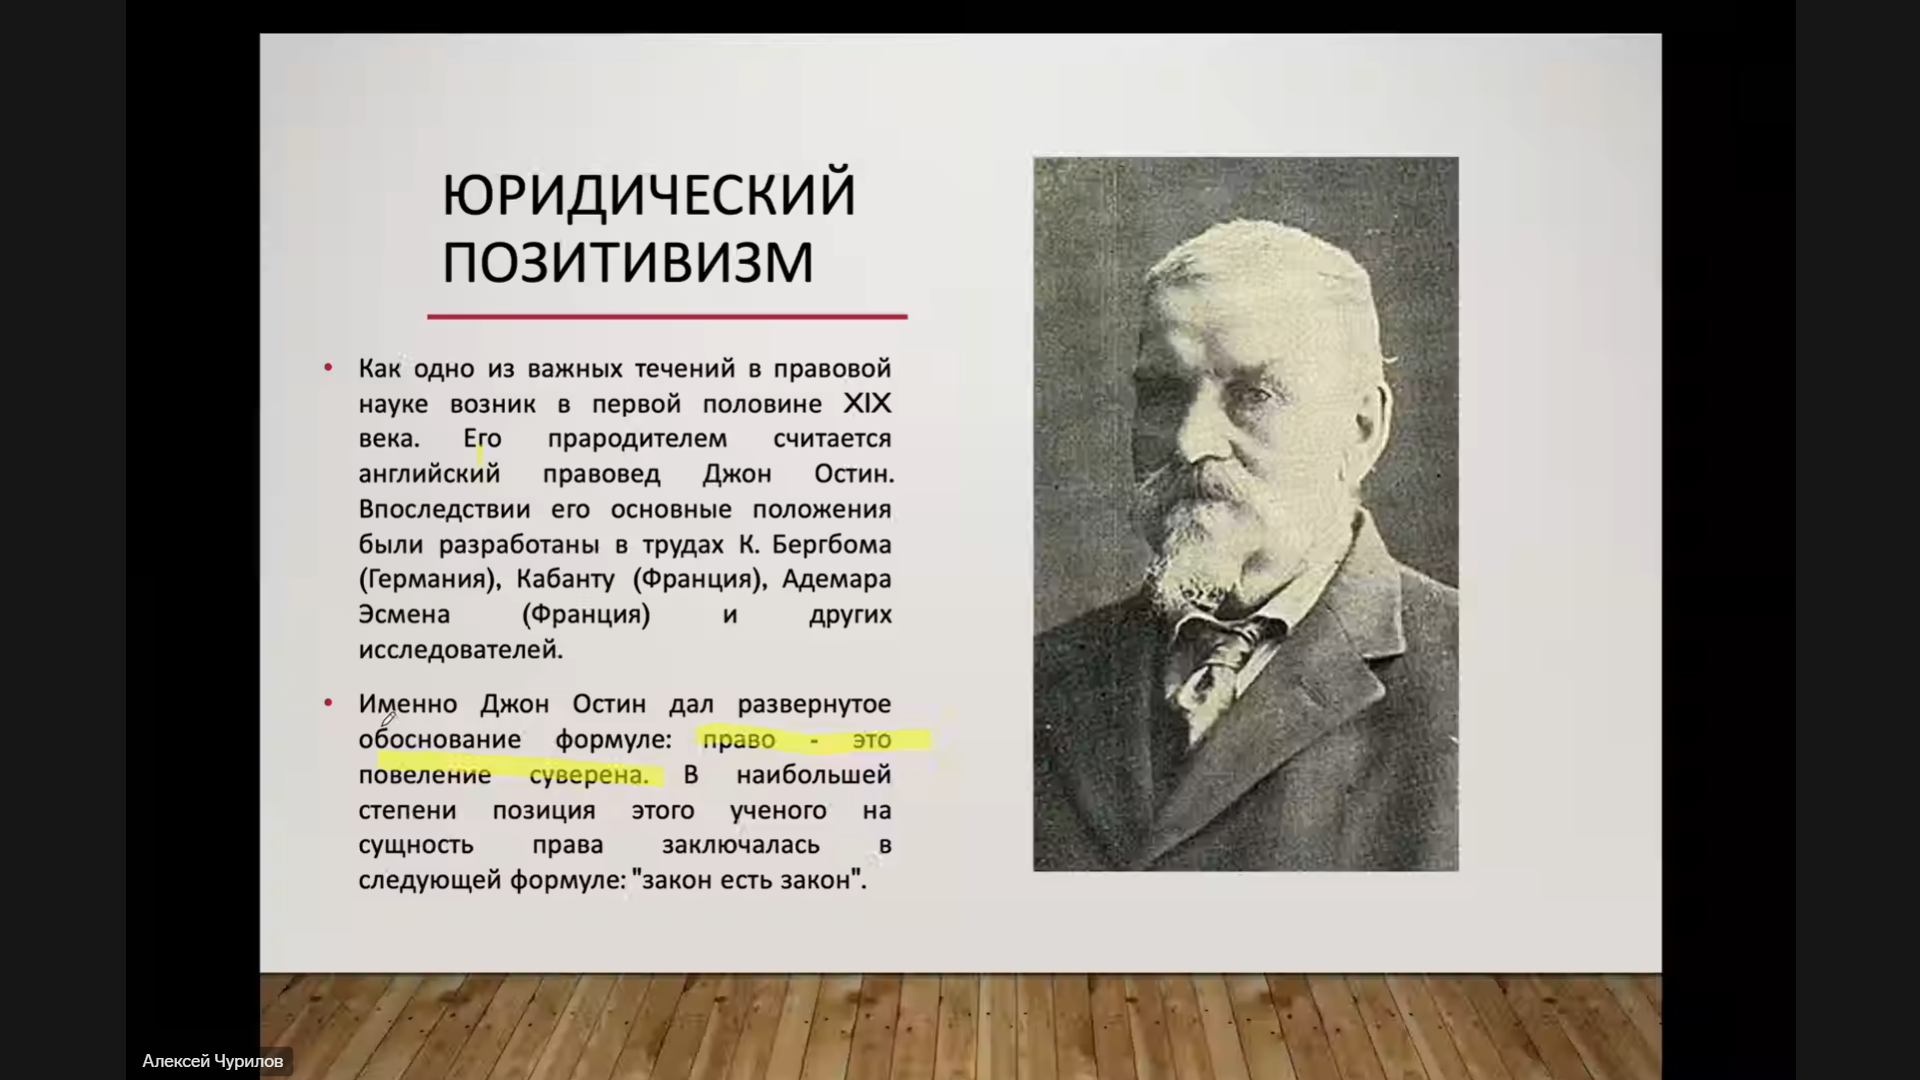 ЮРИДИЧЕСКИЙ
ПОЗИТИВИЗМ
• Как одно из важных течений в правовой
науке возник в первой половине XIX
века. Его прародителем считается
английский правовед Джон Остин.
Впоследствии его основные положения
были разработаны в трудах К. Бергбома
(Германия), Кабанту (Франция), Адемара
Эсмена (Франция) и других
исследователей.
• Именно Джон Остин дал развернутое
обоснование формуле: право - это
повеление суверена. В наибольшей
степени позиция этого ученого на
сущность права заключалась в
следующей формуле: "закон есть закон".
Алексей Чурилов